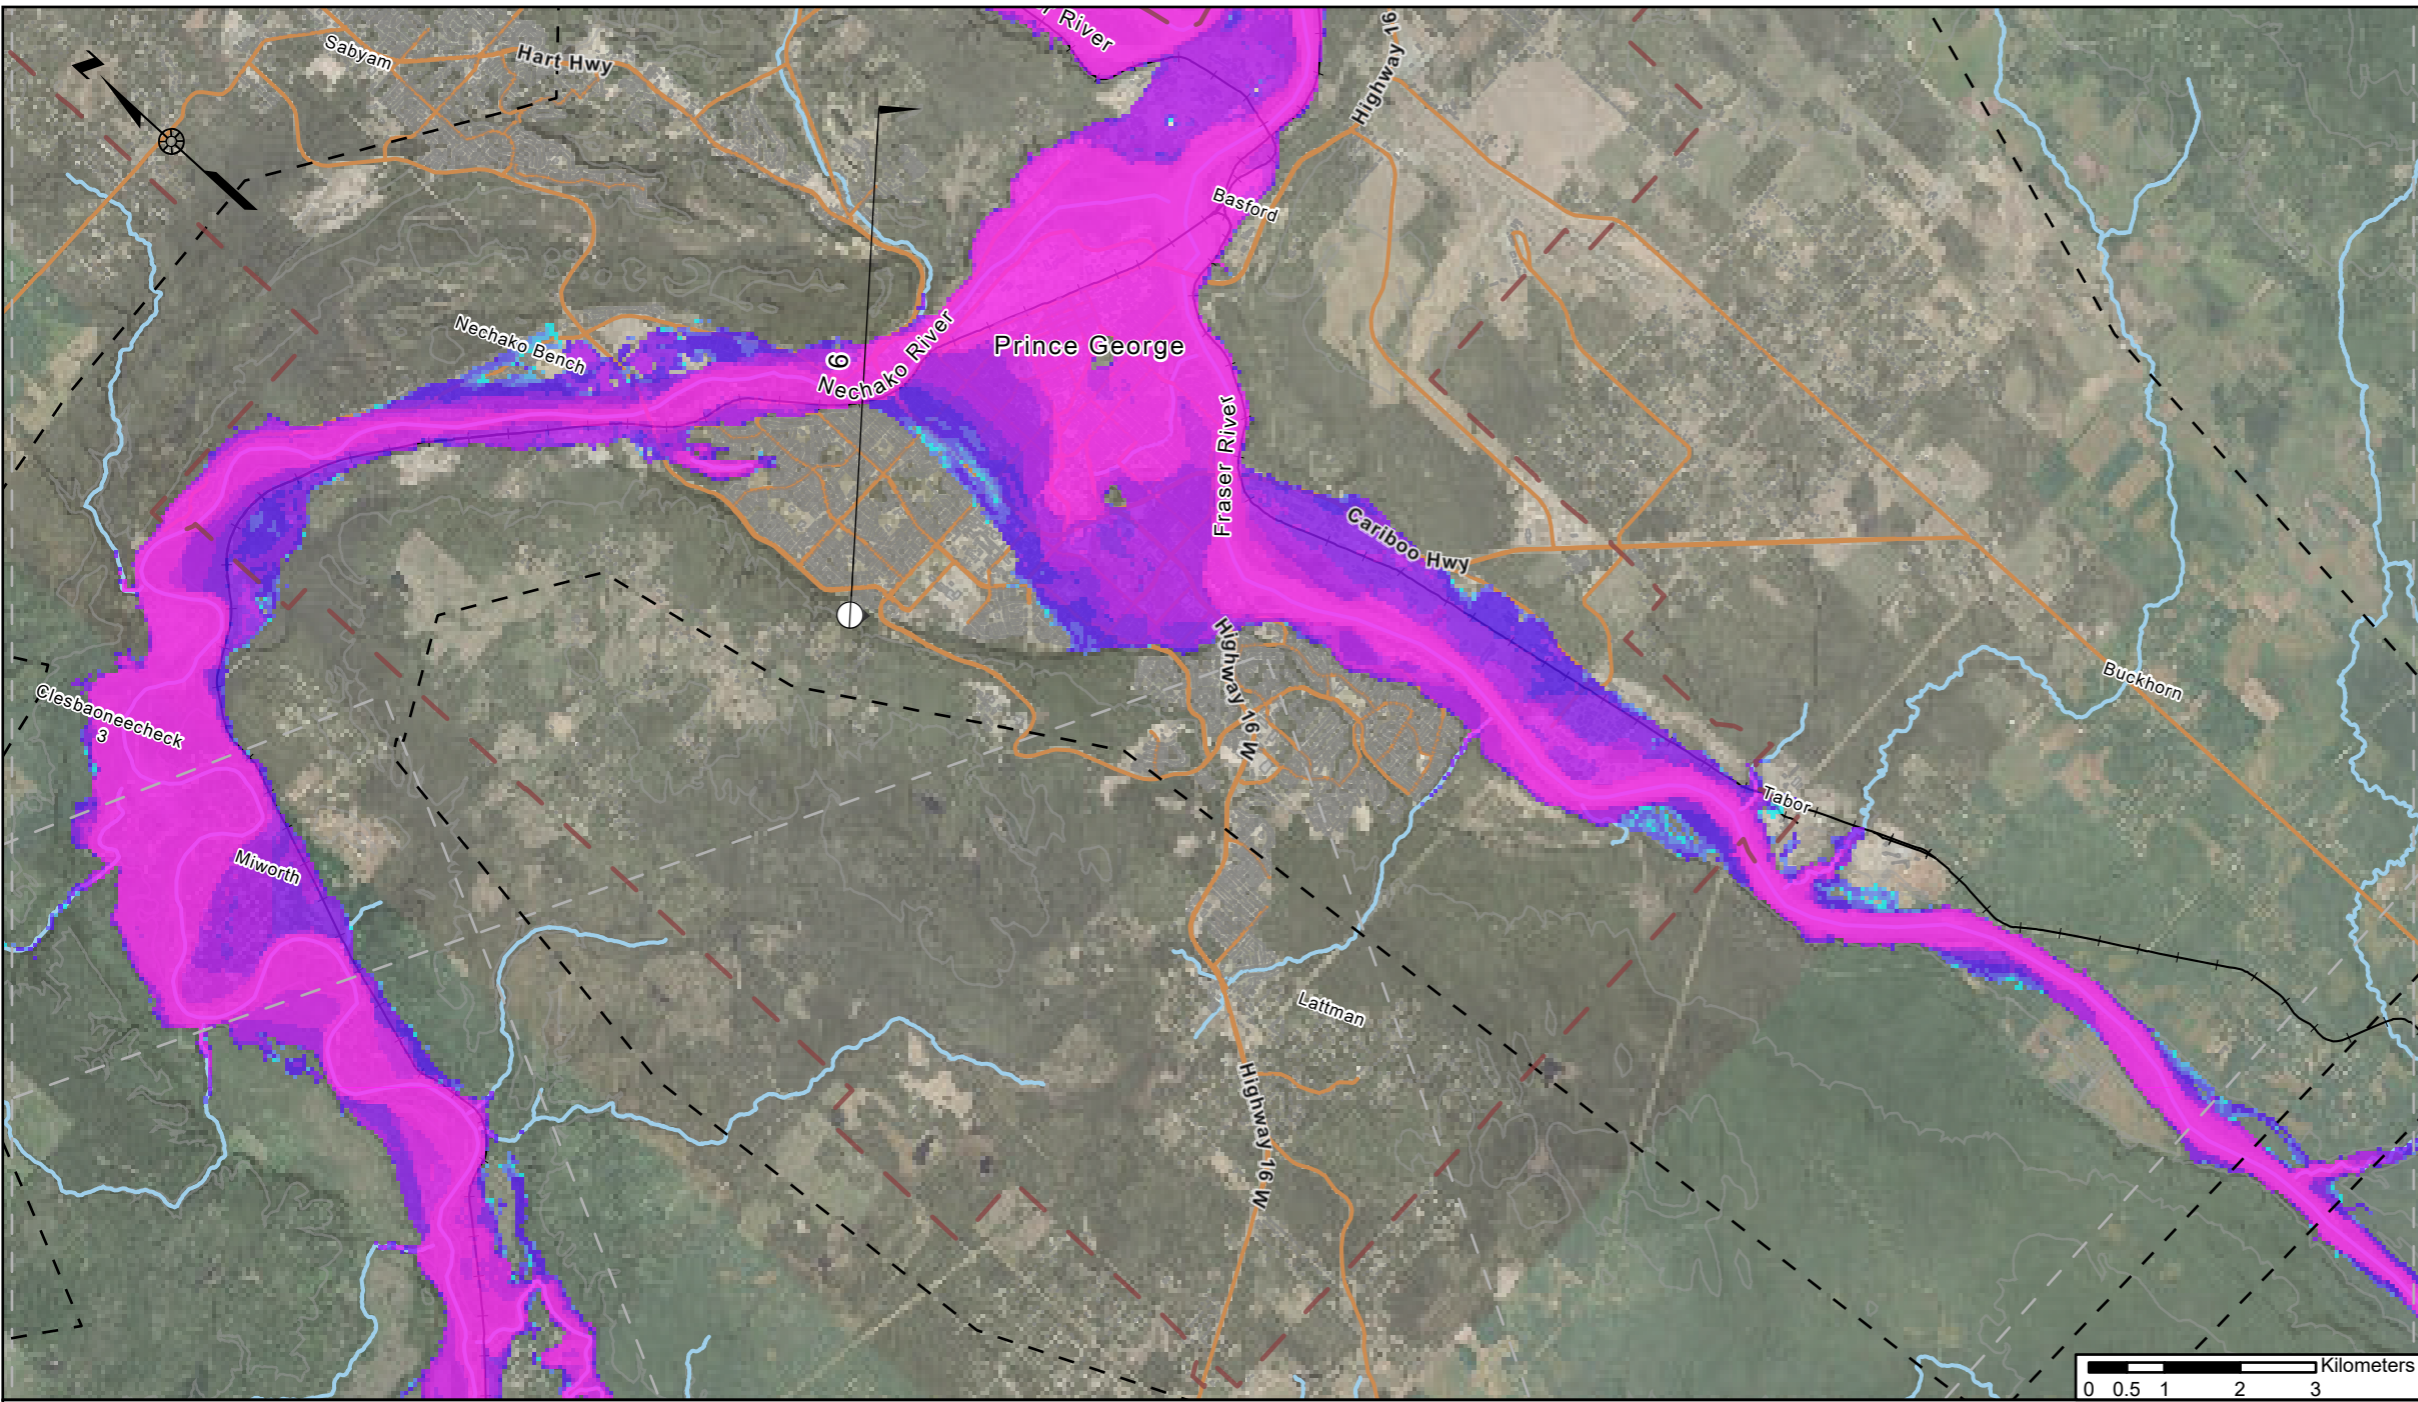 r River
Highway 16
Sabyam
Hart Hwy
N
Basford
Nechako Bench
9
Nechako River
Prince George
Fraser River
Cariboo Hwy
Highway 16 W
Clesbaoneecheck
3
Buckhorn
Tabor
Miworth
Lattman
Highway 16 W
Kilometers
0 0.5 1 2 3